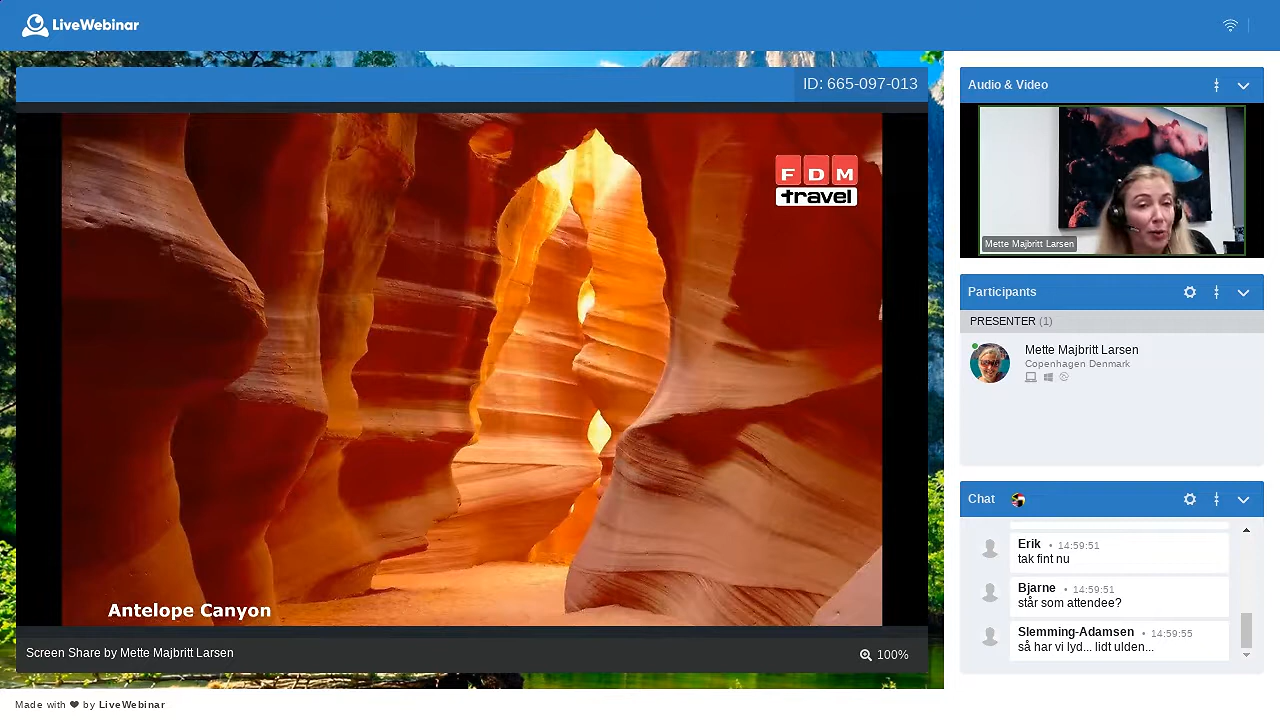 LiveWebinar
ID: 665-097-013
FDM
travel
Antelope Canyon
Screen Share by Mette Majbritt Larsen
100%
Made with ❤ by LiveWebinar
Audio & Video
Mette Majbritt Larsen
Participants
PRESENTER (1)
Mette Majbritt Larsen
Copenhagen Denmark
Chat
Erik • 14:59:51
tak fint nu
Bjarne • 14:59:51
står som attendee?
Slemming-Adamsen • 14:59:55
så har vi lyd... lidt ulden...